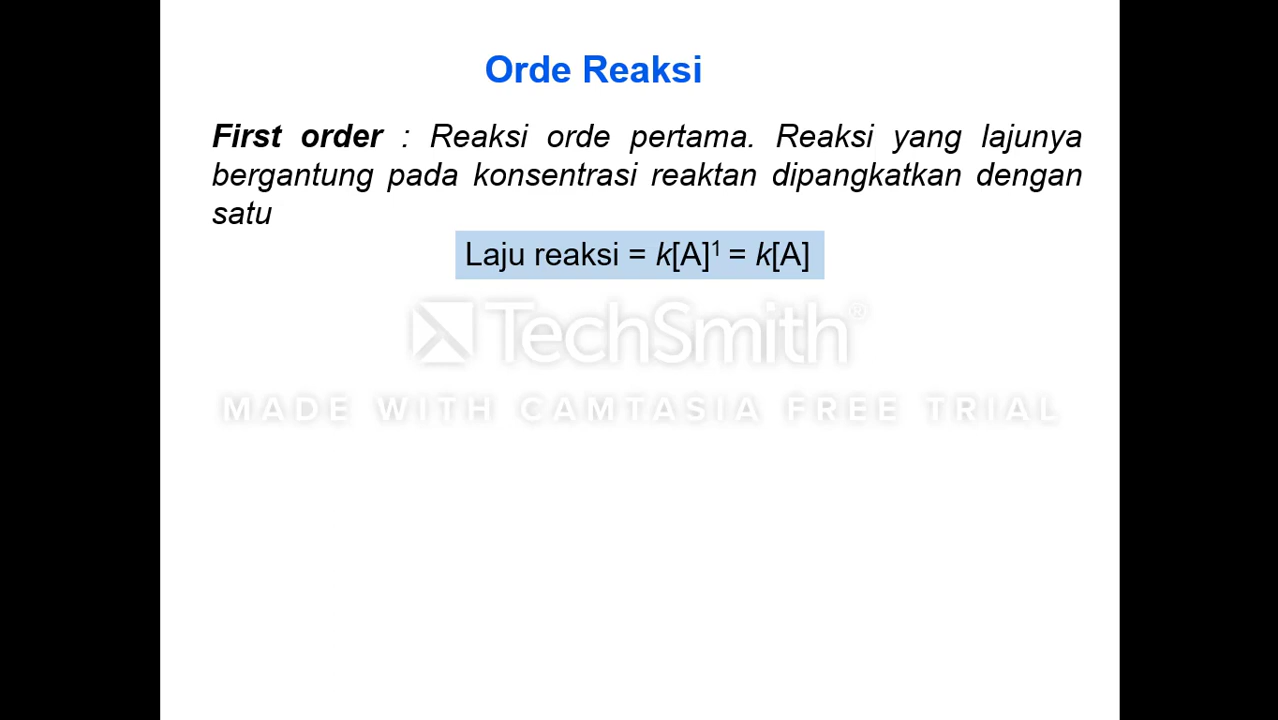 Orde Reaksi
First order : Reaksi orde pertama. Reaksi yang lajunya
bergantung pada konsentrasi reaktan dipangkatkan dengan
satu
Laju reaksi = k[A]¹ = k[A]
TechSmith®
MADE WITH CAMTASIA FREE TRIAL